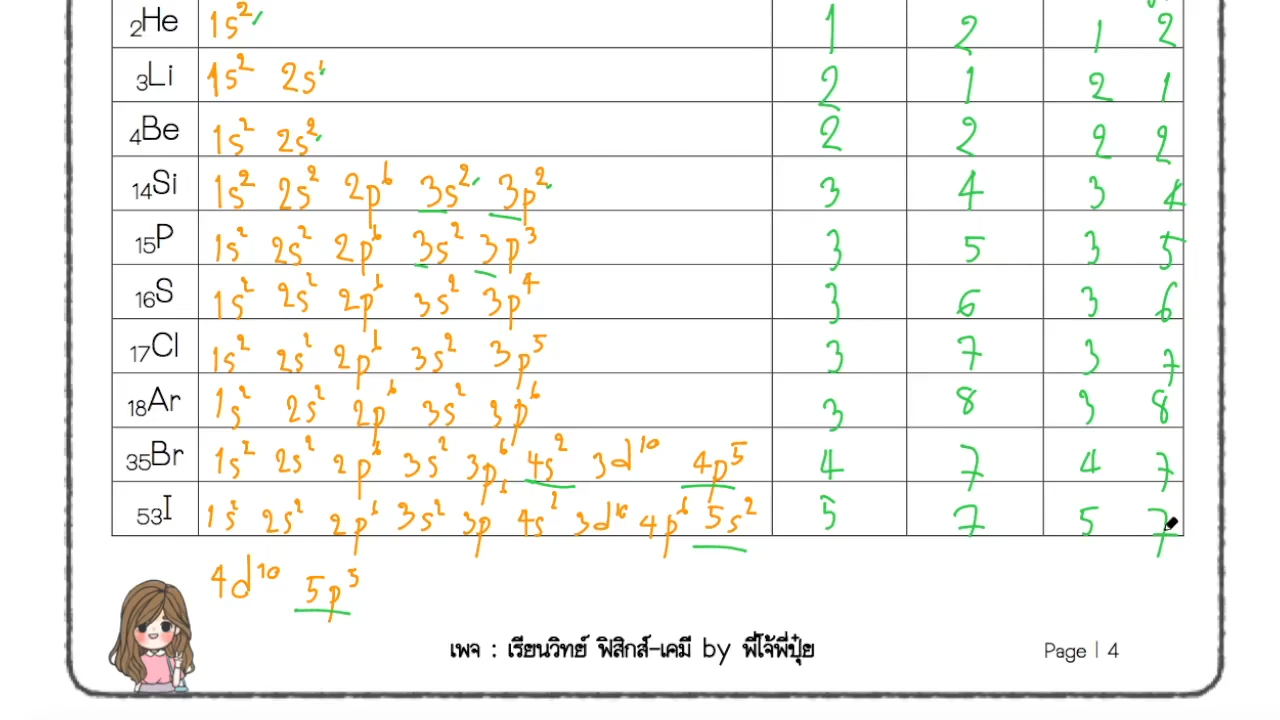 ₂He 1s² 1 2 1 2
₃Li 1s² 2s¹ 2 1 2 1
₄Be 1s² 2s² 2 2 2 2
₁₄Si 1s² 2s² 2p⁶ 3s² 3p² 3 4 3 4
₁₅P 1s² 2s² 2p⁶ 3s² 3p³ 3 5 3 5
₁₆S 1s² 2s² 2p⁶ 3s² 3p⁴ 3 6 3 6
₁₇Cl 1s² 2s² 2p⁶ 3s² 3p⁵ 3 7 3 7
₁₈Ar 1s² 2s² 2p⁶ 3s² 3p⁶ 3 8 3 8
₃₅Br 1s² 2s² 2p⁶ 3s² 3p⁶ 4s² 3d¹⁰ 4p⁵ 4 7 4 7
₅₃I 1s² 2s² 2p⁶ 3s² 3p⁶ 4s² 3d¹⁰ 4p⁶ 5s² 5 7 5 7
4d¹⁰ 5p⁵
เพจ : เรียนวิทย์ ฟิสิกส์-เคมี by พี่โจ้พี่ปุ๋ย
Page | 4